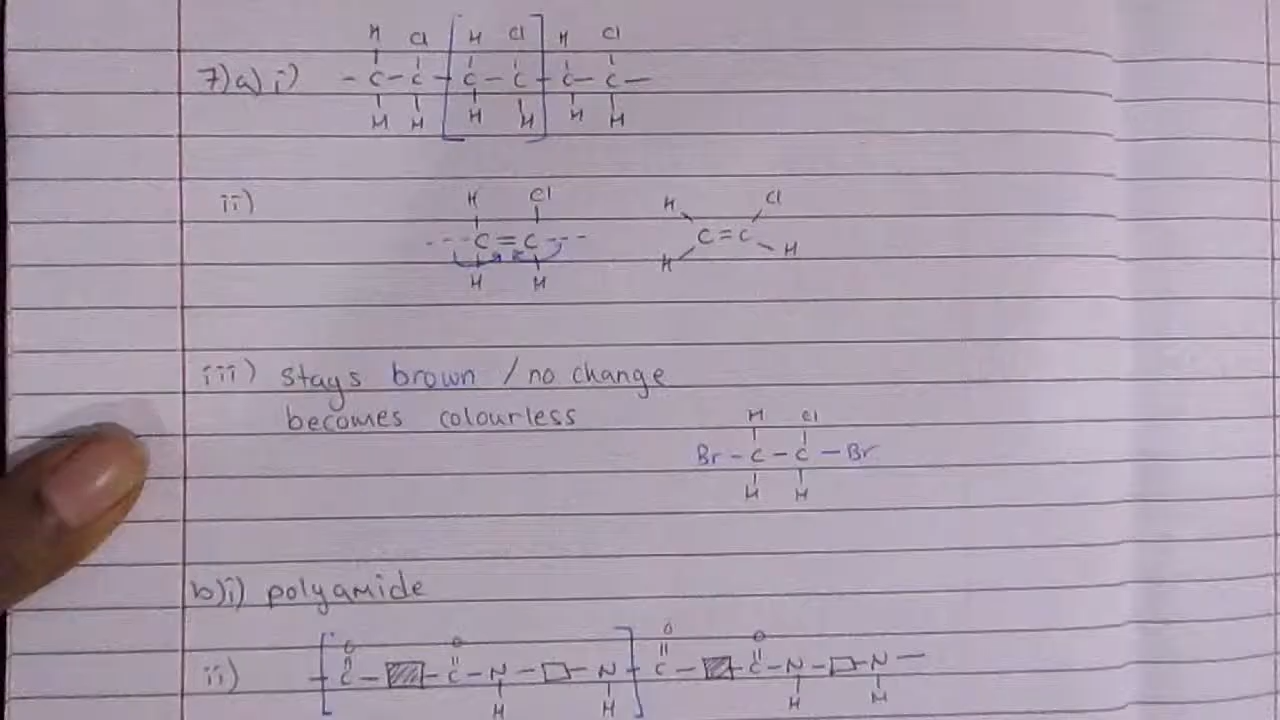 H Cl H Cl H Cl
7)a) i) - C - C - [ C - C ] - C - C -
H H H H H H
H Cl H Cl
ii) --- C = C --- C = C
H H H H
iii) stays brown / no change
becomes colourless
H Cl
Br - C - C - Br
H H
b)i) polyamide
O O O O
ii) [ C - C - N - N ] C - C - N - N -
H H H H